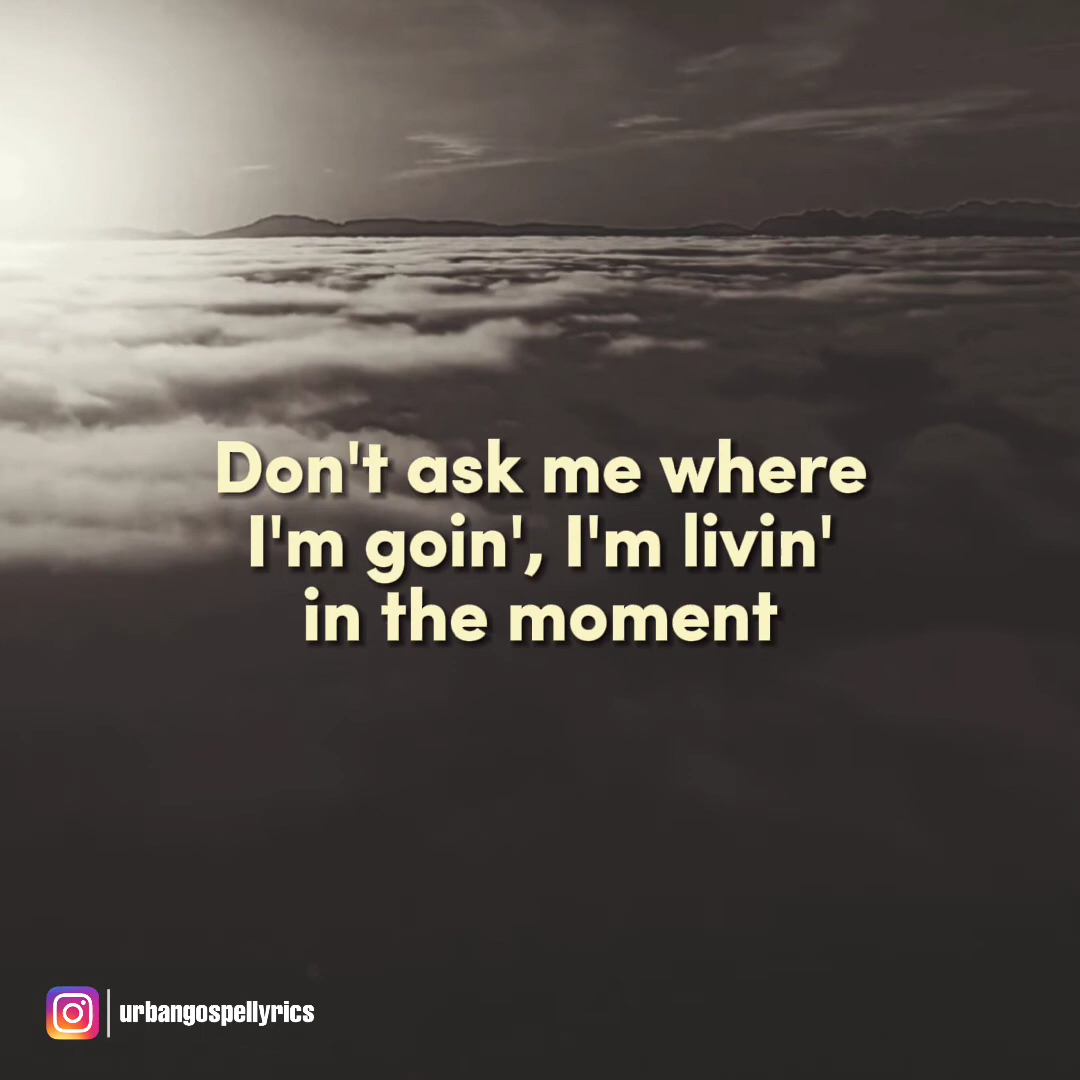 Don't ask me where
I'm goin', I'm livin'
in the moment
urbangospellyrics